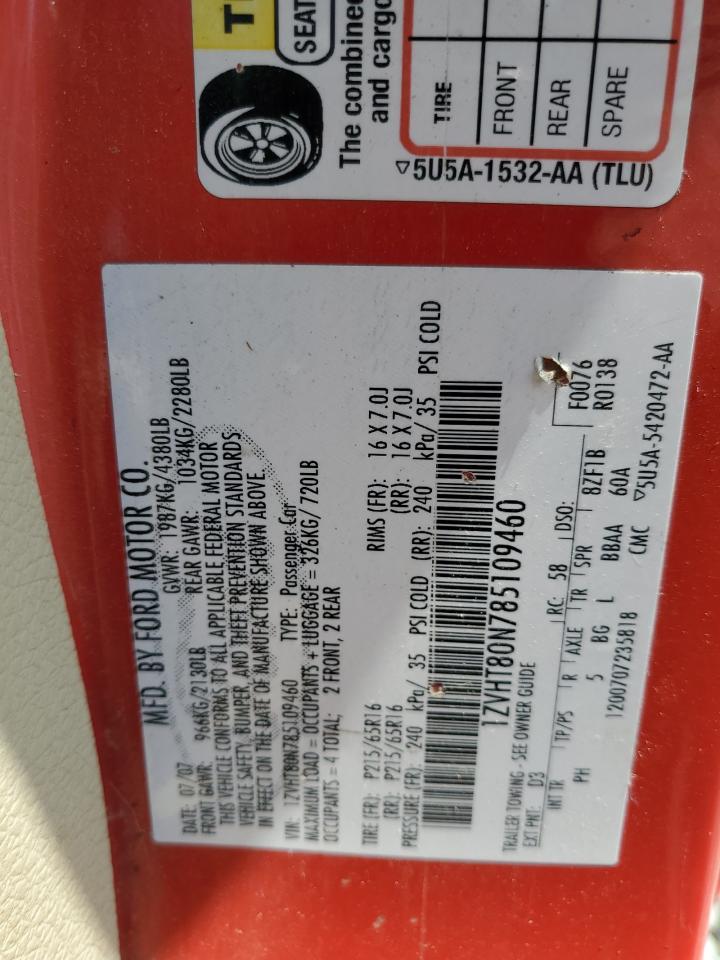 SEAT
The combined
and cargo
TIRE
FRONT
REAR
SPARE
▽5U5A-1532-AA (TLU)
MFD. BY FORD MOTOR CO.
DATE: 07/07 GVWR: 1987KG/4380LB
FRONT GAWR: 966KG/2130LB REAR GAWR: 1034KG/2280LB
THIS VEHICLE CONFORMS TO ALL APPLICABLE FEDERAL MOTOR
VEHICLE SAFETY, BUMPER, AND THEFT PREVENTION STANDARDS
IN EFFECT ON THE DATE OF MANUFACTURE SHOWN ABOVE.
VIN: 1ZVHT80N785109460 TYPE: Passenger Car
MAXIMUM LOAD = OCCUPANTS + LUGGAGE = 326KG/ 720LB
OCCUPANTS = 4 TOTAL; 2 FRONT, 2 REAR
TIRE (FR): P215/65R16 RIMS (FR): 16 X 7.0J
(RR): P215/65R16 (RR): 16 X 7.0J
PRESSURE (FR): 240 kPa/ 35 PSI COLD (RR): 240 kPa/ 35 PSI COLD
1ZVHT80N785109460
TRAILER TOWING - SEE OWNER GUIDE
EXT PNT: D3 RC: 58 DSO: F0076
R0138
INT TR TP/PS R AXLE TR SPR
PH 5 BG L BBAA 8ZF1B
60A
1200707235818 CMC
▽5U5A-5420472-AA